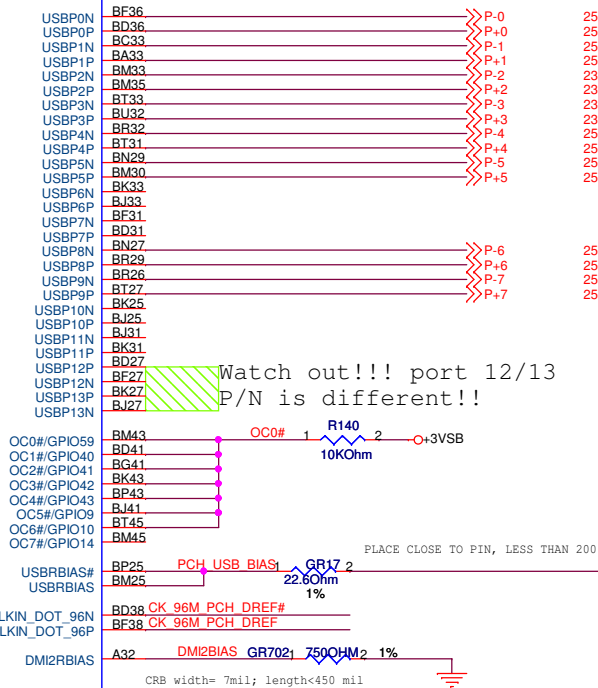 USBP0N BF36 P-0 25
USBP0P BD36 P+0 25
USBP1N BC33 P-1 25
USBP1P BA33 P+1 25
USBP2N BM33 P-2 23
USBP2P BM35 P+2 23
USBP3N BT33 P-3 23
USBP3P BU32 P+3 23
USBP4N BR32 P-4 25
USBP4P BT31 P+4 25
USBP5N BN29 P-5 25
USBP5P BM30 P+5 25
USBP6N BK33
USBP6P BJ33
USBP7N BF31
USBP7P BD31
USBP8N BN27 P-6 25
USBP8P BR29 P+6 25
USBP9N BR26 P-7 25
USBP9P BT27 P+7 25
USBP10N BK25
USBP10P BJ25
USBP11N BJ31
USBP11P BK31
USBP12P BD27
USBP12N BF27
USBP13P BK27
USBP13N BJ27
Watch out!!! port 12/13
P/N is different!!
OC0#/GPIO59 BM43 OC0# 1 R140 2 +3VSB
10KOhm
OC1#/GPIO40 BD41
OC2#/GPIO41 BG41
OC3#/GPIO42 BK43
OC4#/GPIO43 BP43
OC5#/GPIO9 BJ41
OC6#/GPIO10 BT45
OC7#/GPIO14 BM45
PLACE CLOSE TO PIN, LESS THAN 200
USBRBIAS# BP25 PCH_USB_BIAS 1 GR17 2
22.6Ohm
1%
USBRBIAS BM25
LKIN_DOT_96N BD38 CK_96M_PCH_DREF#
LKIN_DOT_96P BF38 CK_96M_PCH_DREF
DMI2RBIAS A32 DMI2BIAS GR702 1 750OHM 2 1%
CRB width= 7mil; length<450 mil